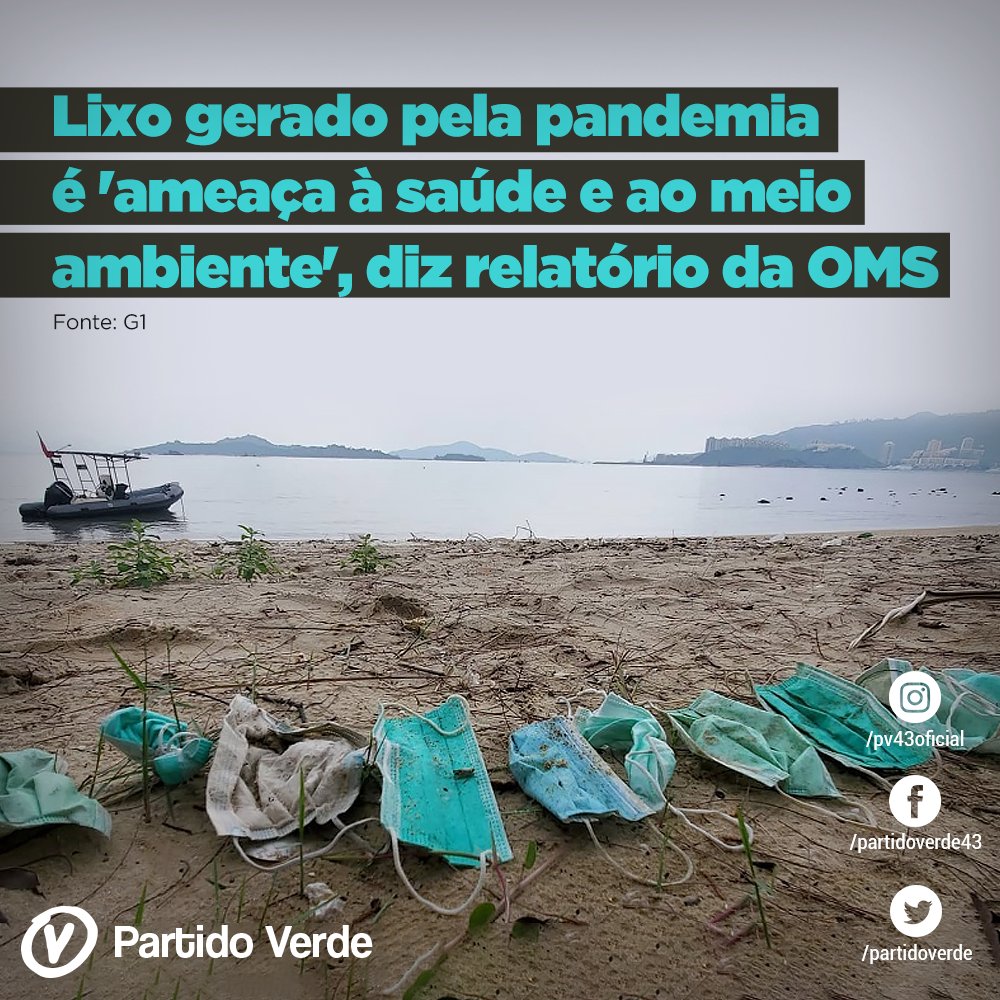 Lixo gerado pela pandemia
é 'ameaça à saúde e ao meio
ambiente', diz relatório da OMS
Fonte: G1
/pv43oficial
/partidoverde43
/partidoverde
Partido Verde